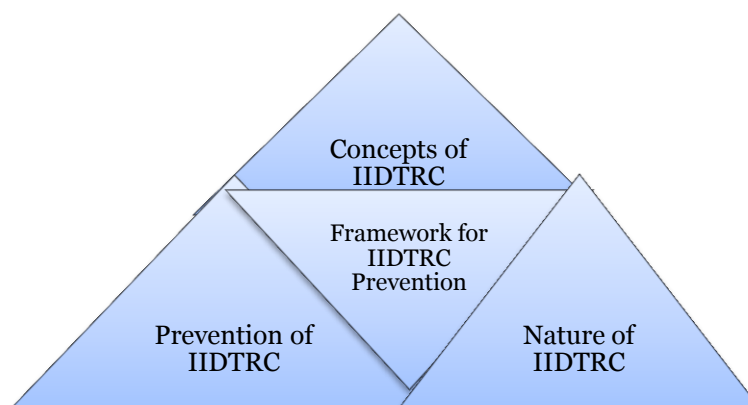 Concepts of
IIDTRC
Framework for
IIDTRC
Prevention
Prevention of
IIDTRC
Nature of
IIDTRC